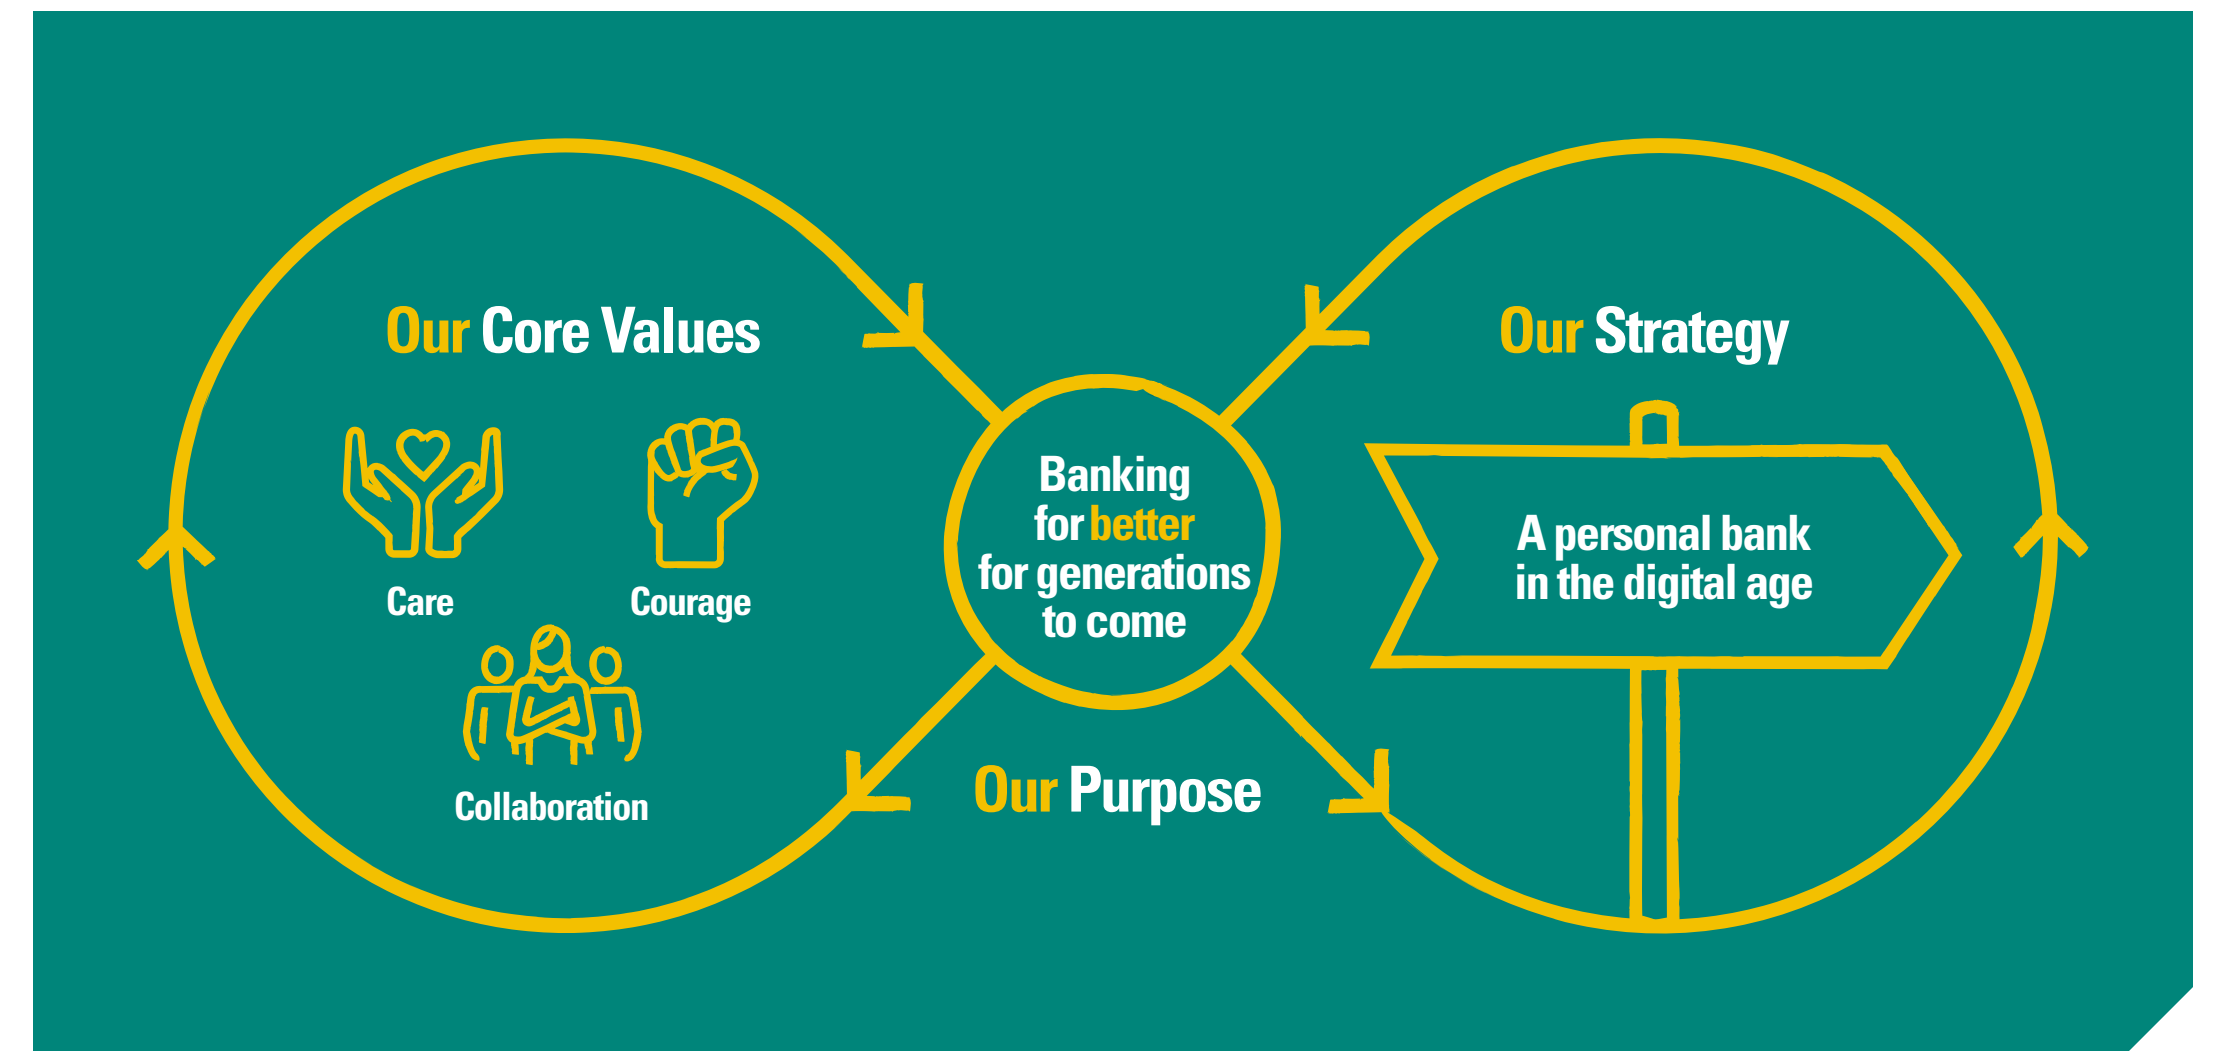 Our Core Values
Care
Courage
Collaboration
Banking
for better
for generations
to come
Our Purpose
Our Strategy
A personal bank
in the digital age